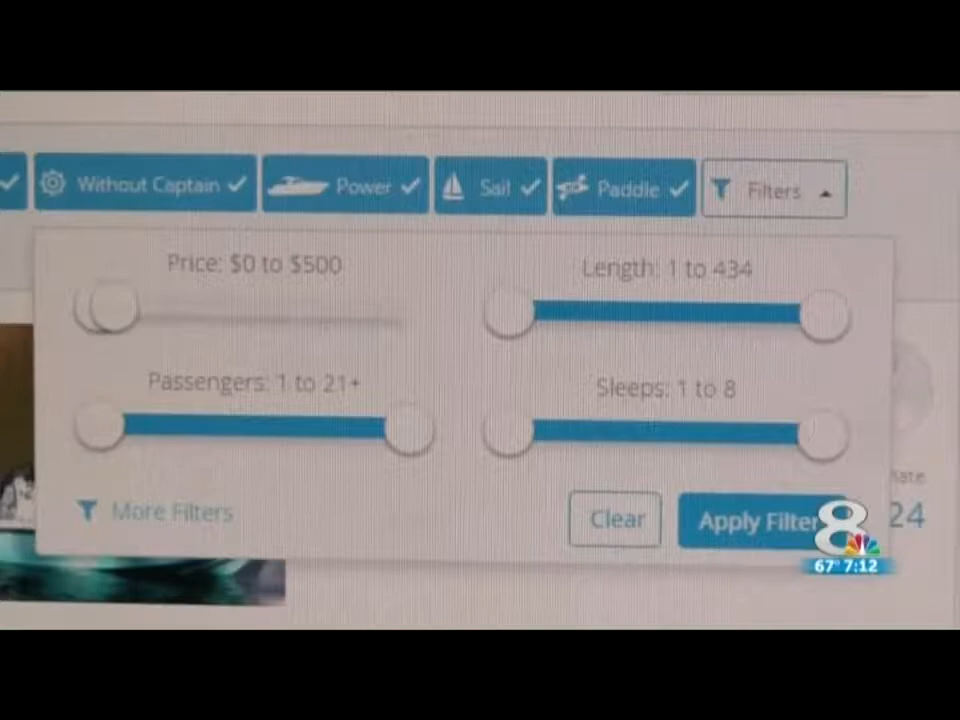 Without Captain
Power
Sail
Paddle
Filters
Price: $0 to $500
Length: 1 to 434
Passengers: 1 to 21+
Sleeps: 1 to 8
More Filters
Clear
Apply Filter
24
8
67° 7:12